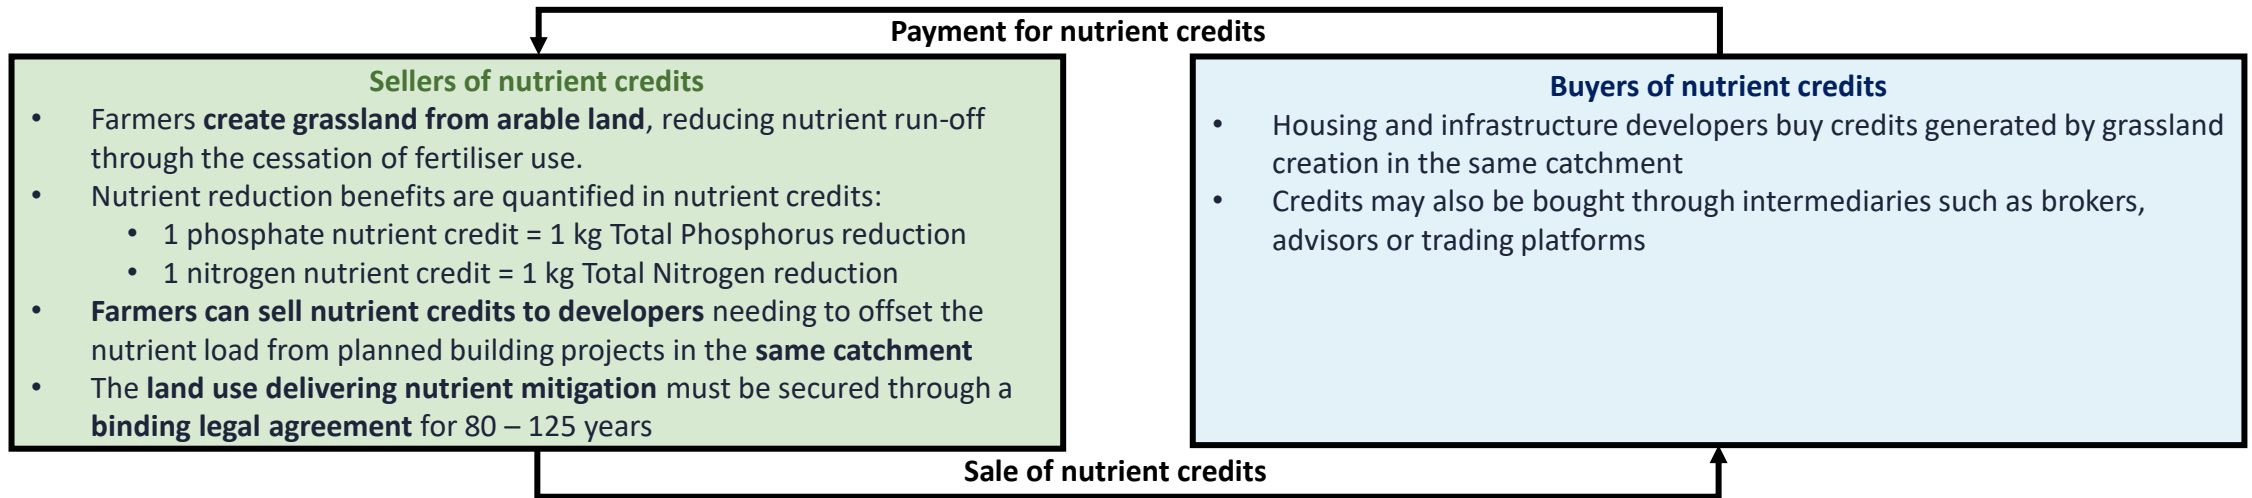 Payment for nutrient credits
Sellers of nutrient credits
• Farmers create grassland from arable land, reducing nutrient run-off
through the cessation of fertiliser use.
• Nutrient reduction benefits are quantified in nutrient credits:
• 1 phosphate nutrient credit = 1 kg Total Phosphorus reduction
• 1 nitrogen nutrient credit = 1 kg Total Nitrogen reduction
• Farmers can sell nutrient credits to developers needing to offset the
nutrient load from planned building projects in the same catchment
• The land use delivering nutrient mitigation must be secured through a
binding legal agreement for 80 – 125 years
Buyers of nutrient credits
• Housing and infrastructure developers buy credits generated by grassland
creation in the same catchment
• Credits may also be bought through intermediaries such as brokers,
advisors or trading platforms
Sale of nutrient credits